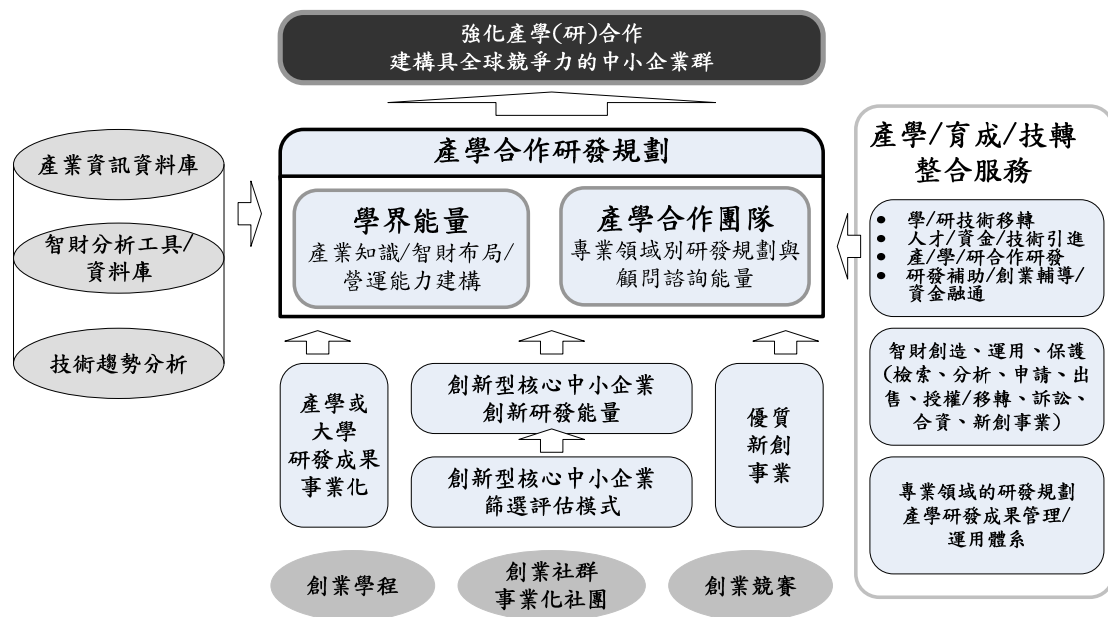 強化產學(研)合作
建構具全球競爭力的中小企業群
產業資訊資料庫
智財分析工具/
資料庫
技術趨勢分析
產學合作研發規劃
學界能量
產業知識/智財布局/
營運能力建構
產學合作團隊
專業領域別研發規劃與
顧問諮詢能量
產學或
大學
研發成果
事業化
創新型核心中小企業
創新研發能量
創新型核心中小企業
篩選評估模式
優質
新創
事業
創業學程
創業社群
事業化社團
創業競賽
產學/育成/技轉
整合服務
• 學/研技術移轉
• 人才/資金/技術引進
• 產/學/研合作研發
• 研發補助/創業輔導/
資金融通
智財創造、運用、保護
(檢索、分析、申請、出
售、授權/移轉、訴訟、
合資、新創事業)
專業領域的研發規劃
產學研發成果管理/
運用體系